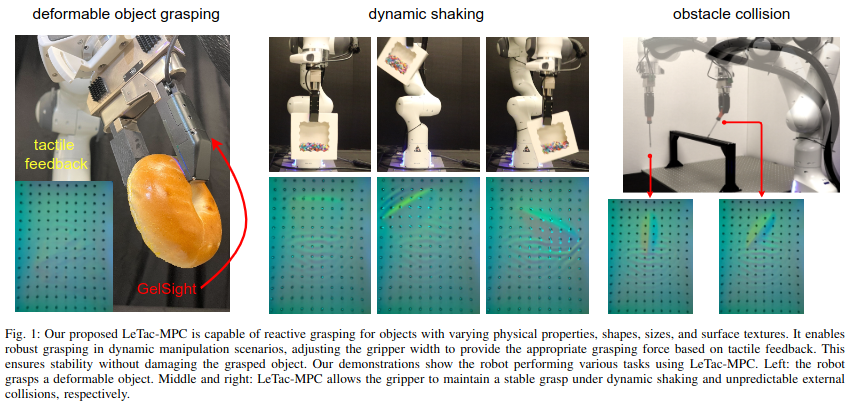 deformable object grasping
dynamic shaking
obstacle collision
tactile
feedback
GelSight
Fig. 1: Our proposed LeTac-MPC is capable of reactive grasping for objects with varying physical properties, shapes, sizes, and surface textures. It enables
robust grasping in dynamic manipulation scenarios, adjusting the gripper width to provide the appropriate grasping force based on tactile feedback. This
ensures stability without damaging the grasped object. Our demonstrations show the robot performing various tasks using LeTac-MPC. Left: the robot
grasps a deformable object. Middle and right: LeTac-MPC allows the gripper to maintain a stable grasp under dynamic shaking and unpredictable external
collisions, respectively.